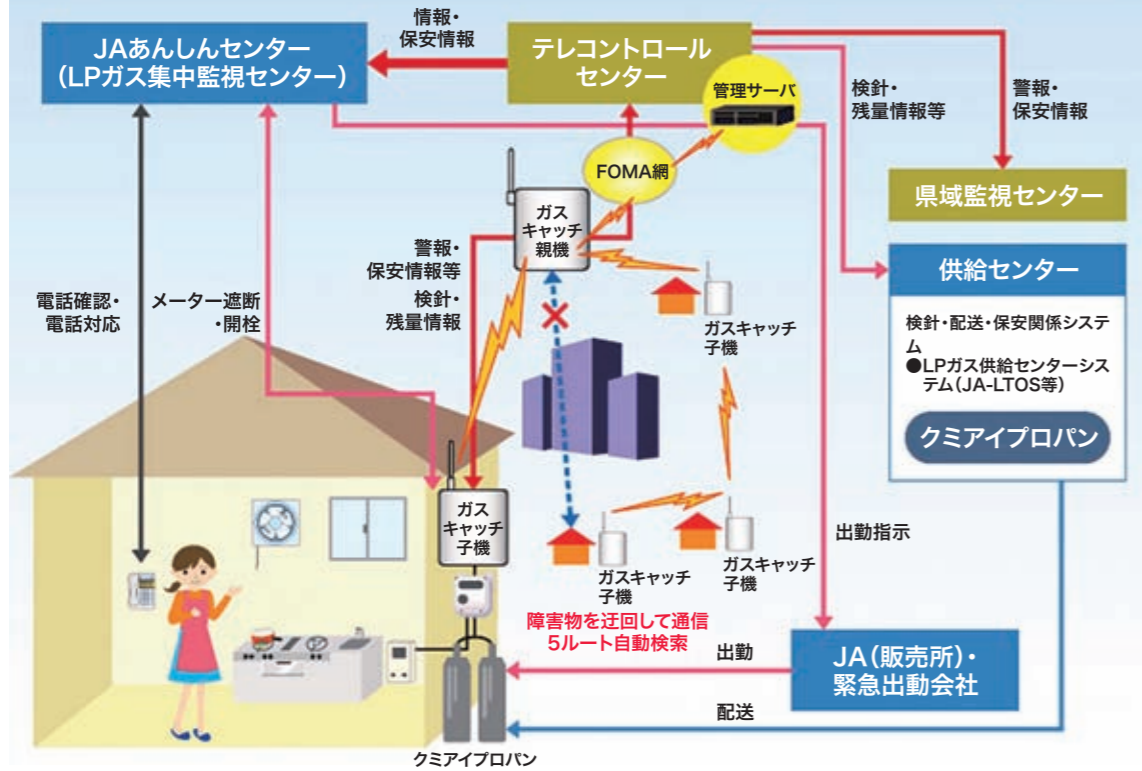 情報・
保安情報
JAあんしんセンター
(LPガス集中監視センター)
テレコントロール
センター
管理サーバ
検針・
残量情報等
警報・
保安情報
FOMA網
県域監視センター
ガス
キャッチ
親機
警報・
保安情報等
検針・
残量情報
供給センター
検針・配送・保安関係システ
ム
●LPガス供給センターシス
テム(JA-LTOS等)
クミアイプロパン
電話確認・
電話対応
メーター遮断
・開栓
ガスキャッチ
子機
ガス
キャッチ
子機
ガスキャッチ
子機
ガスキャッチ
子機
出勤指示
障害物を迂回して通信
5ルート自動検索
出勤
JA(販売所)・
緊急出動会社
配送
クミアイプロパン